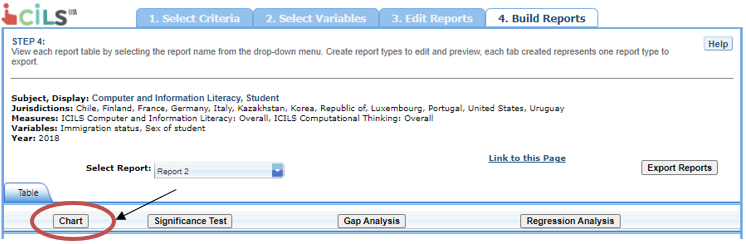 iCILS UA
1. Select Criteria
2. Select Variables
3. Edit Reports
4. Build Reports
STEP 4:
View each report table by selecting the report name from the drop-down menu. Create report types to edit and preview, each tab created represents one report type to
export.
Help
Subject, Display: Computer and Information Literacy, Student
Jurisdictions: Chile, Finland, France, Germany, Italy, Kazakhstan, Korea, Republic of, Luxembourg, Portugal, United States, Uruguay
Measures: ICILS Computer and Information Literacy: Overall, ICILS Computational Thinking: Overall
Variables: Immigration status, Sex of student
Year: 2018
Link to this Page
Select Report: Report 2
Export Reports
Table
Chart
Significance Test
Gap Analysis
Regression Analysis